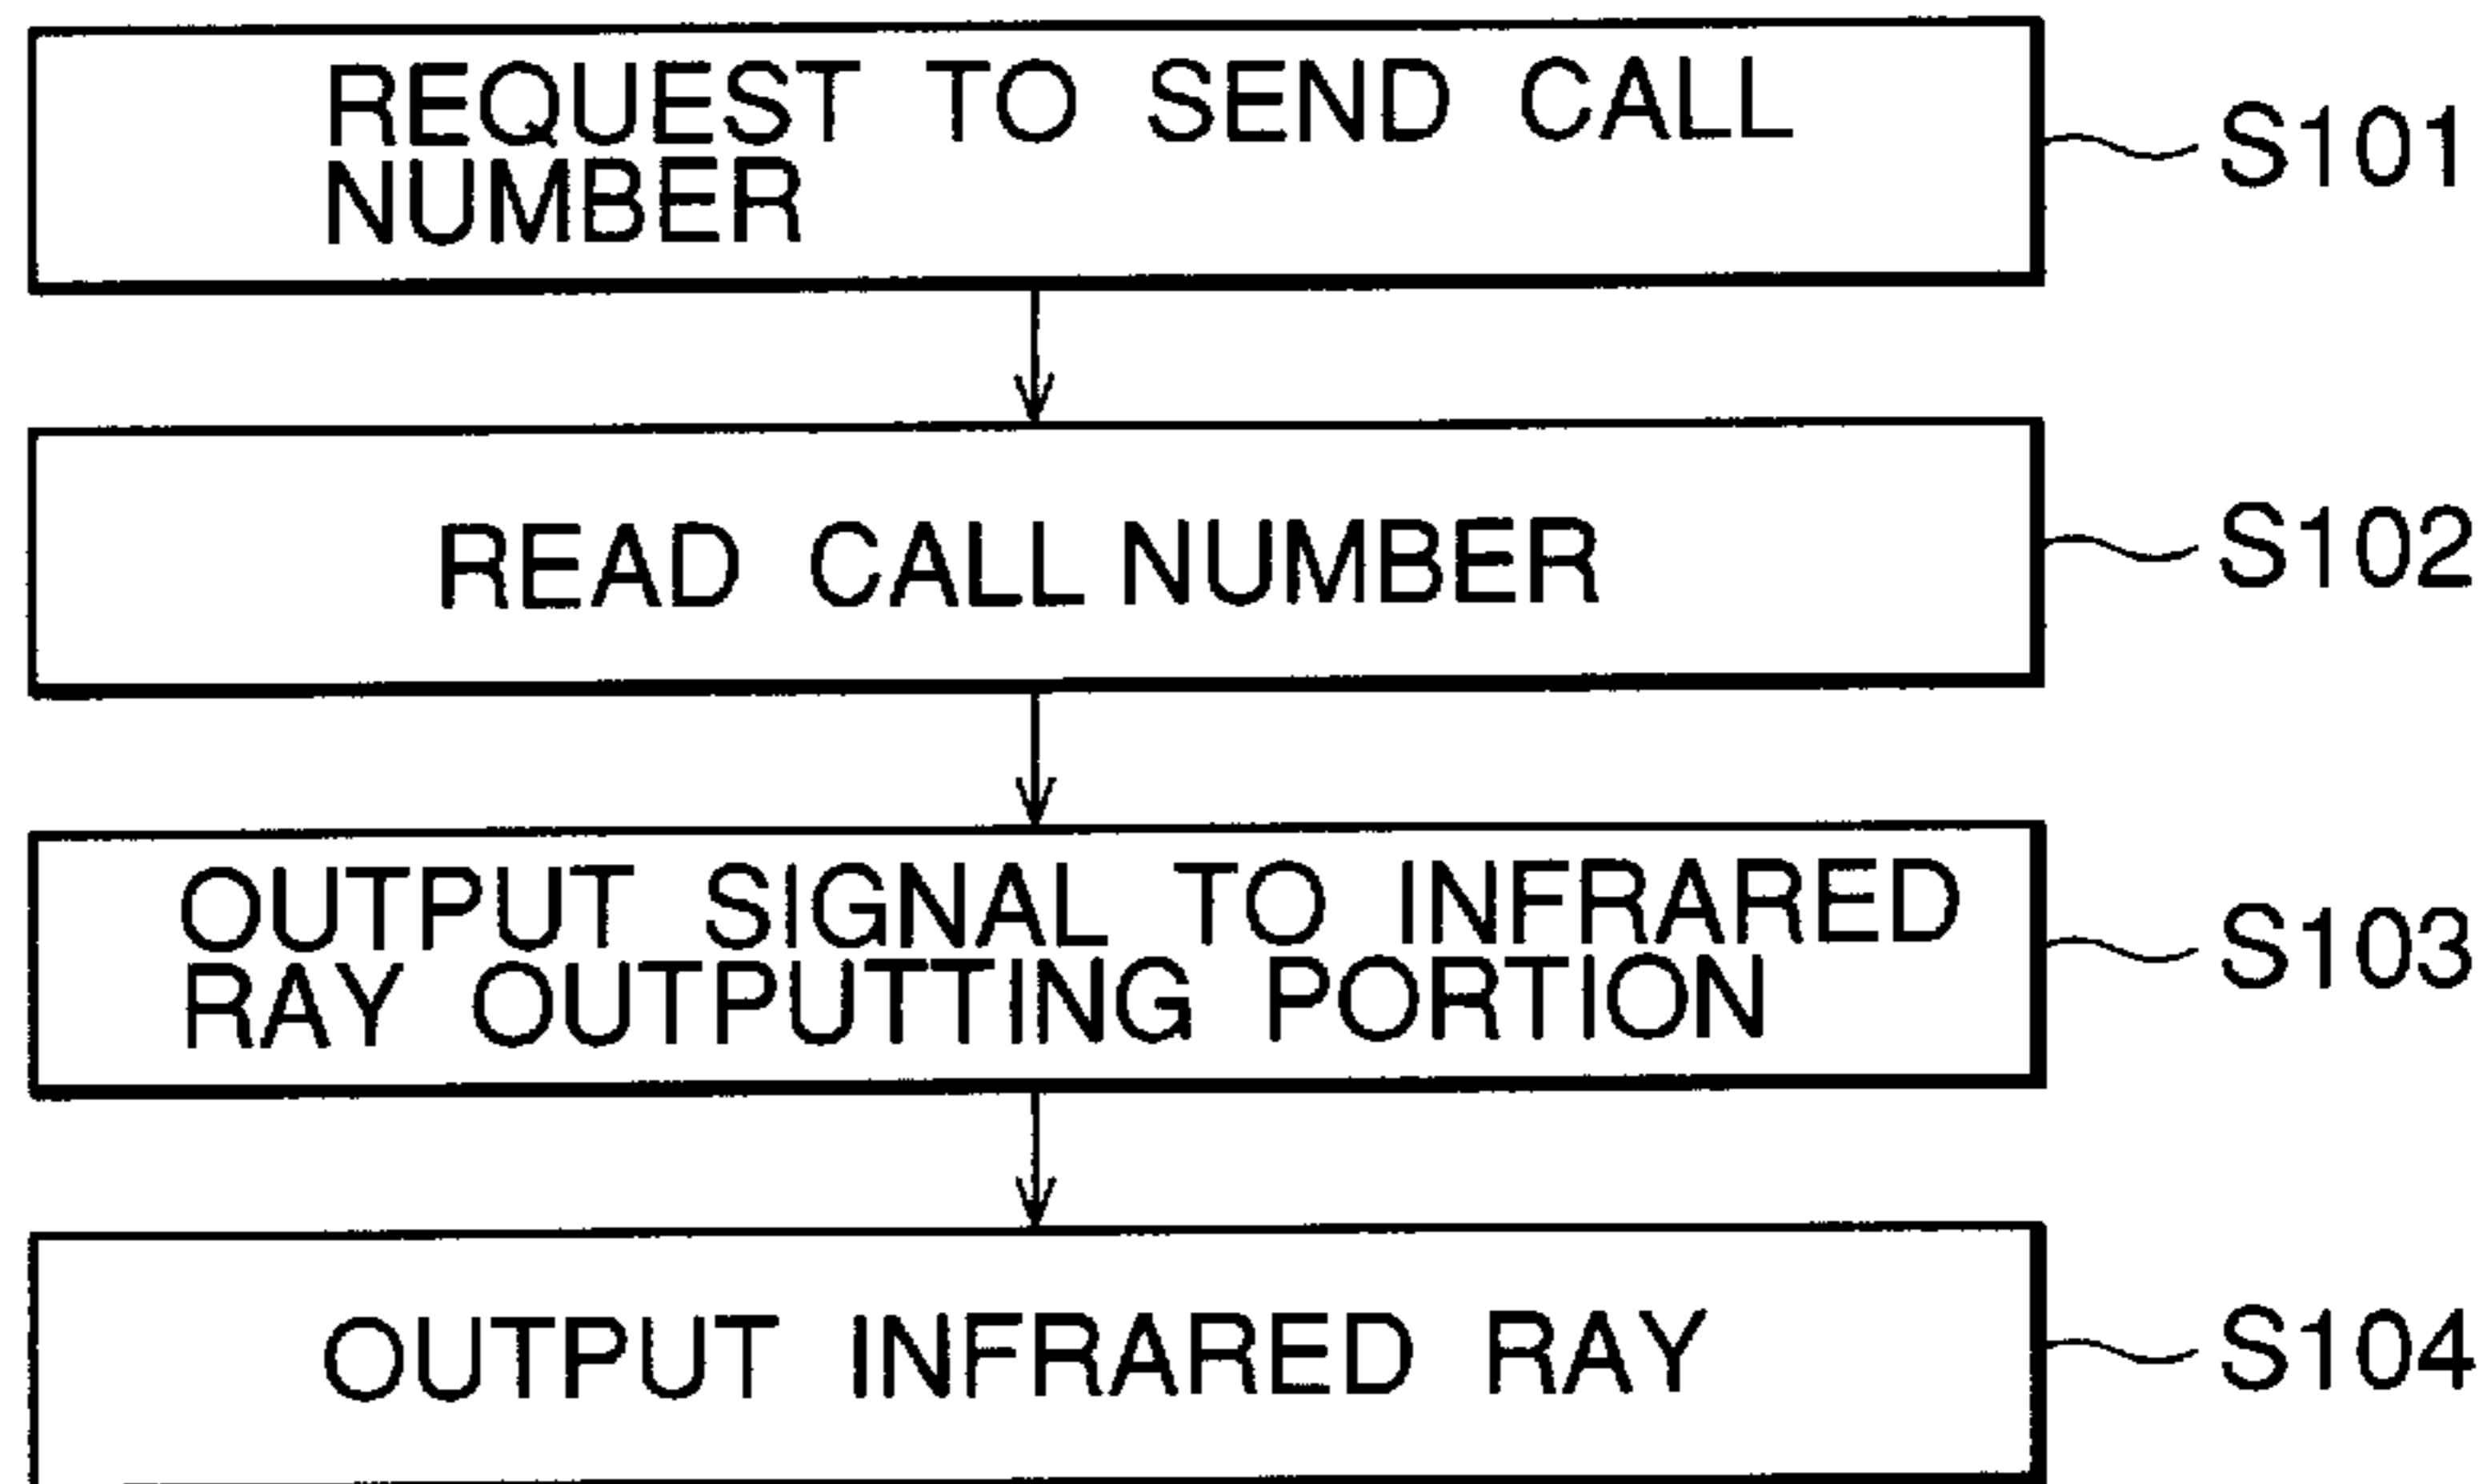 REQUEST TO SEND CALL
NUMBER
S101
READ CALL NUMBER
S102
OUTPUT SIGNAL TO INFRARED
RAY OUTPUTTING PORTION
S103
OUTPUT INFRARED RAY
S104